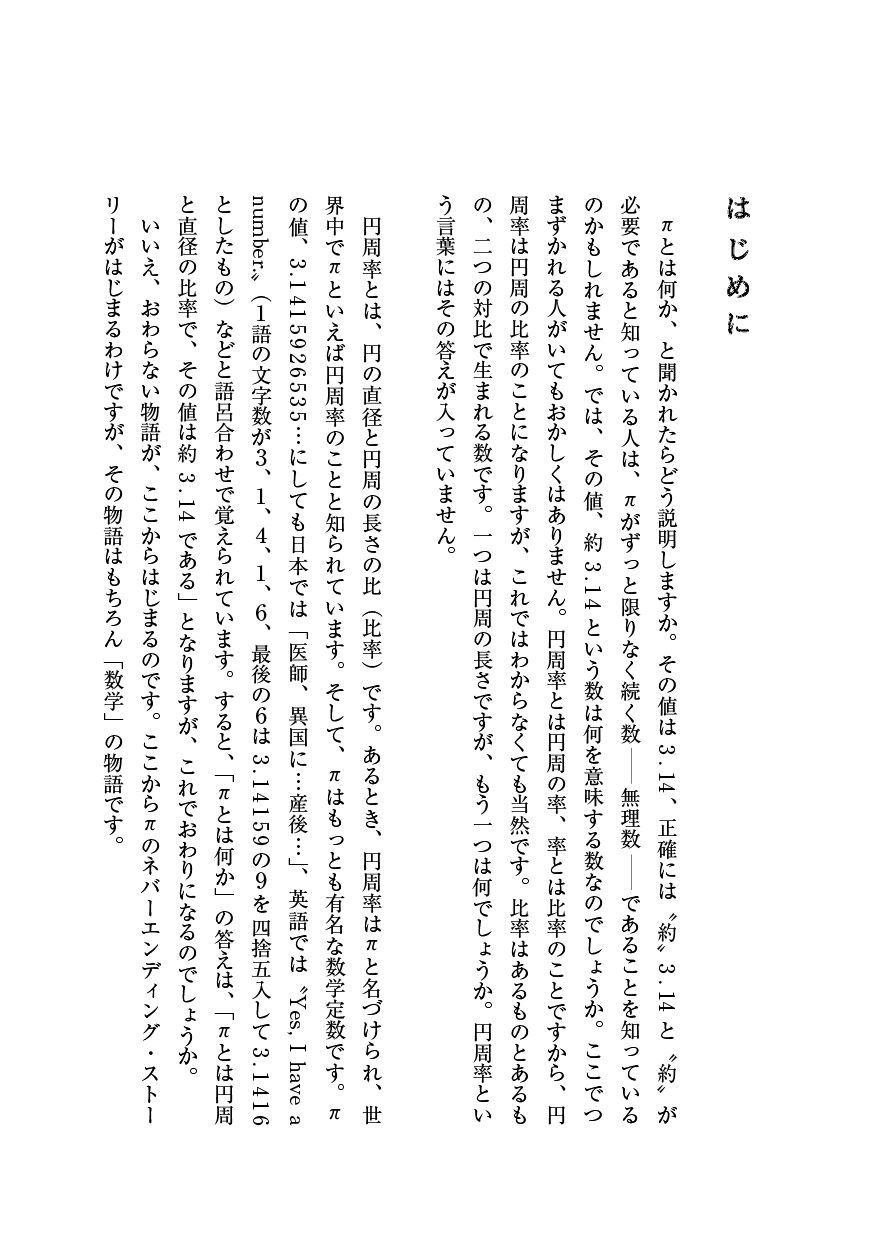 はじめに
πとは何か、と聞かれたらどう説明しますか。その値は3.14、正確には〝約〟3.14と〝約〟が
必要であると知っている人は、πがずっと限りなく続く数――無理数――であることを知っている
のかもしれません。では、その値、約3.14という数は何を意味する数なのでしょうか。ここでつ
まずかれる人がいてもおかしくはありません。円周率とは円周の率、率とは比率のことですから、円
周率は円周の比率のことになりますが、これではわからなくても当然です。比率はあるものとあるも
の、二つの対比で生まれる数です。一つは円周の長さですが、もう一つは何でしょうか。円周率とい
う言葉にはその答えが入っていません。
円周率とは、円の直径と円周の長さの比（比率）です。あるとき、円周率はπと名づけられ、世
界中でπといえば円周率のことと知られています。そして、πはもっとも有名な数学定数です。π
の値、3.1415926535…にしても日本では「医師、異国に…産後…」、英語では〝Yes, I have a
number.〟（1語の文字数が3、1、4、1、6、最後の6は3.14159の9を四捨五入して3.1416
としたもの）などと語呂合わせで覚えられています。すると、「πとは何か」の答えは、「πとは円周
と直径の比率で、その値は約3.14である」となりますが、これでおわりになるのでしょうか。
いいえ、おわらない物語が、ここからはじまるのです。ここからπのネバーエンディング・ストー
リーがはじまるわけですが、その物語はもちろん「数学」の物語です。